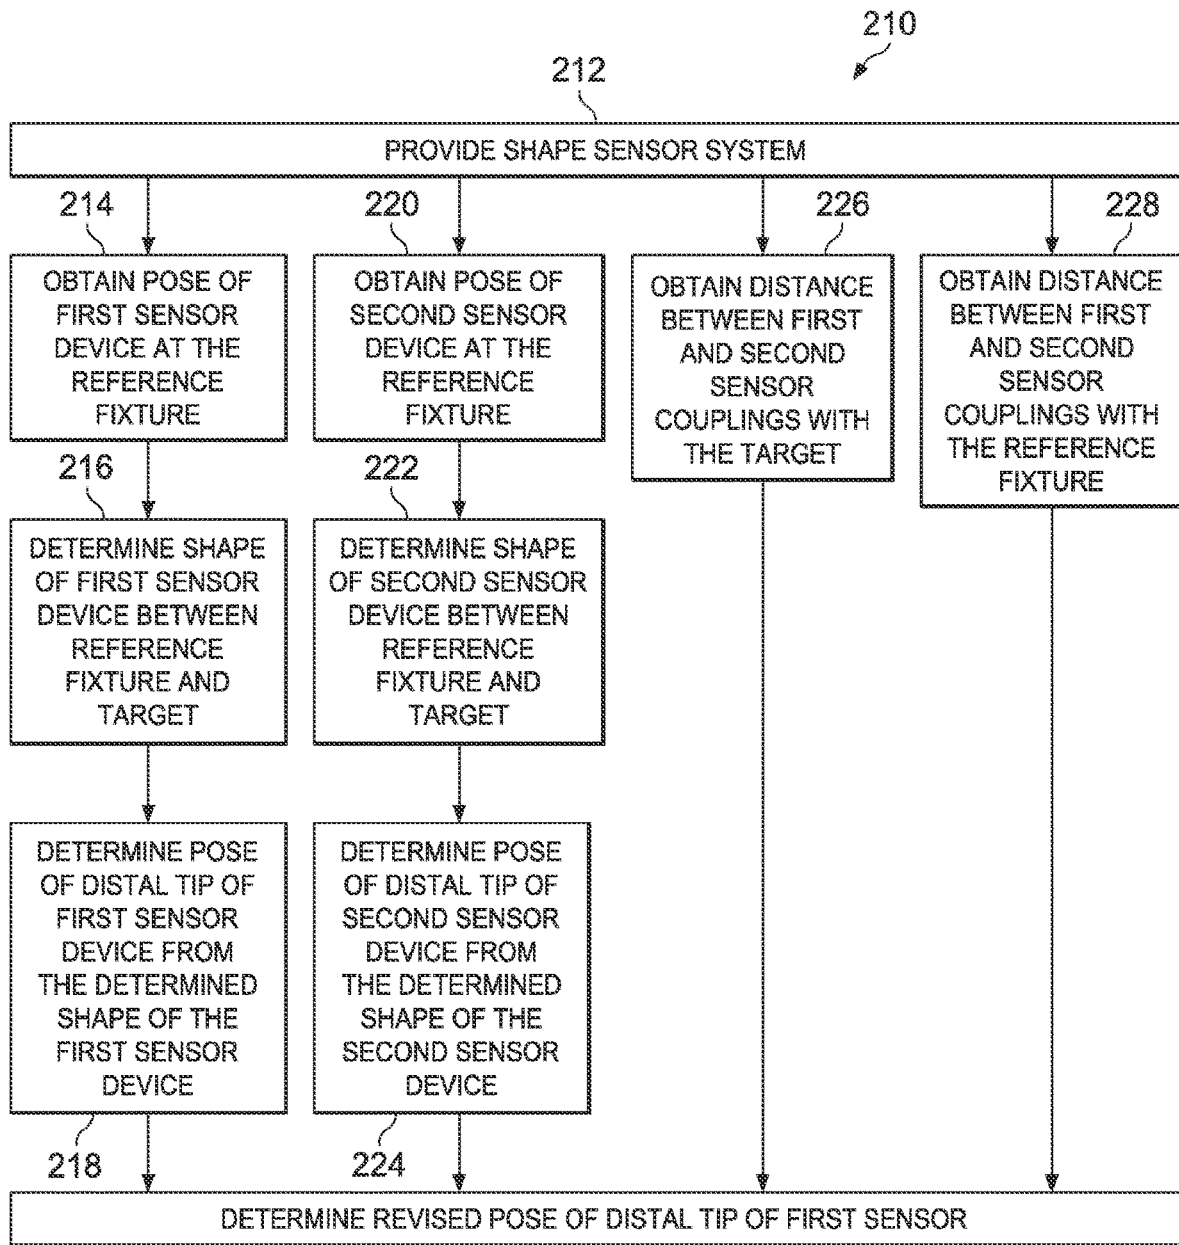 210
212
PROVIDE SHAPE SENSOR SYSTEM
214
OBTAIN POSE OF
FIRST SENSOR
DEVICE AT THE
REFERENCE
FIXTURE
220
OBTAIN POSE OF
SECOND SENSOR
DEVICE AT THE
REFERENCE
FIXTURE
226
OBTAIN DISTANCE
BETWEEN FIRST
AND SECOND
SENSOR
COUPLINGS WITH
THE TARGET
228
OBTAIN DISTANCE
BETWEEN FIRST
AND SECOND
SENSOR
COUPLINGS WITH
THE REFERENCE
FIXTURE
216
DETERMINE SHAPE
OF FIRST SENSOR
DEVICE BETWEEN
REFERENCE
FIXTURE AND
TARGET
222
DETERMINE SHAPE
OF SECOND SENSOR
DEVICE BETWEEN
REFERENCE
FIXTURE AND
TARGET
DETERMINE POSE
OF DISTAL TIP OF
FIRST SENSOR
DEVICE FROM
THE DETERMINED
SHAPE OF THE
FIRST SENSOR
DEVICE
218
DETERMINE POSE
OF DISTAL TIP OF
SECOND SENSOR
DEVICE FROM
THE DETERMINED
SHAPE OF THE
SECOND SENSOR
DEVICE
224
DETERMINE REVISED POSE OF DISTAL TIP OF FIRST SENSOR